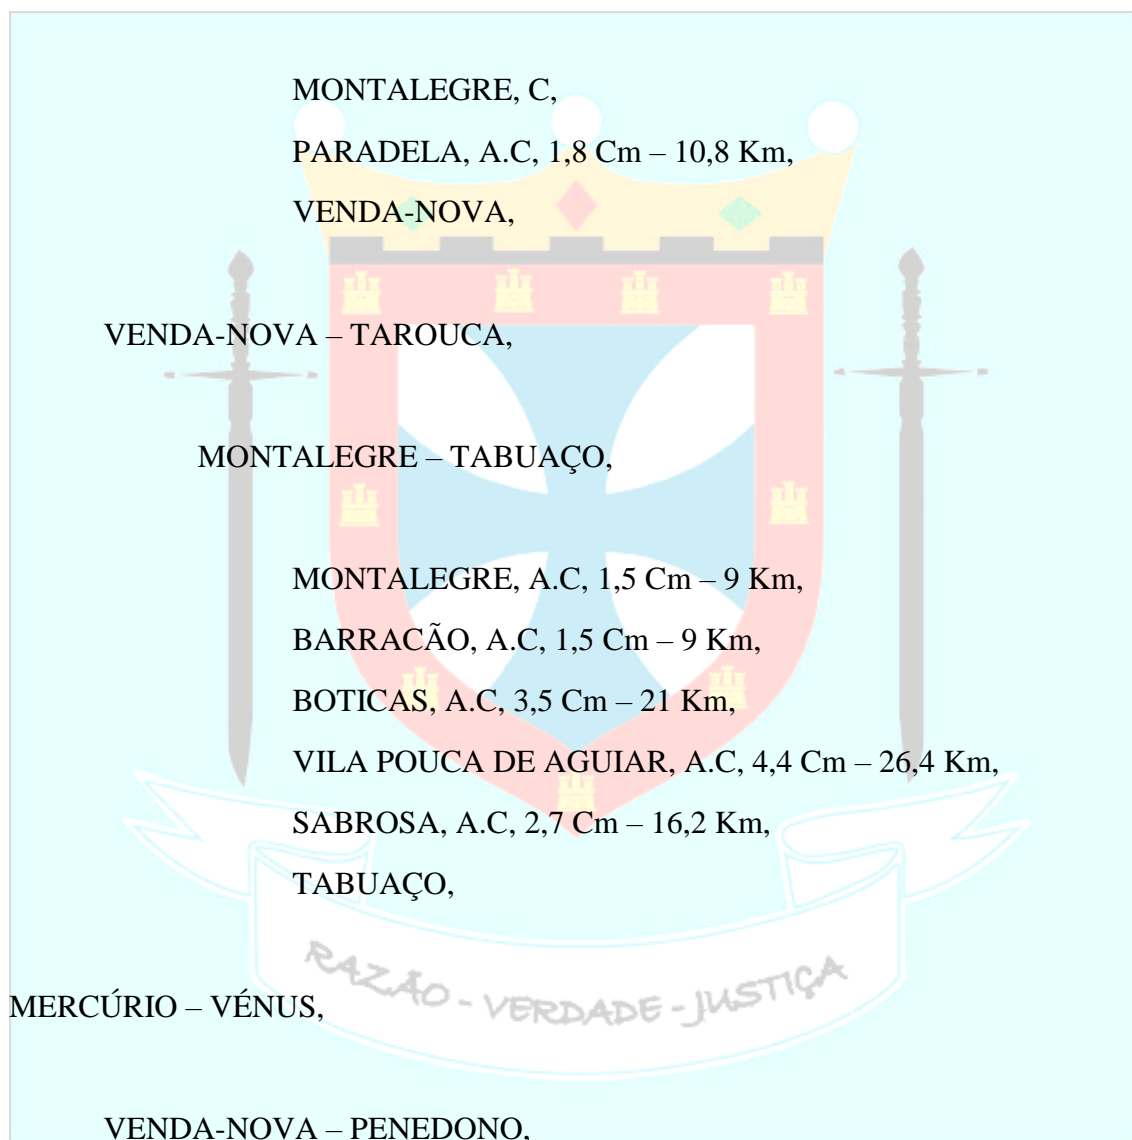 MONTALEGRE, C,
PARADELA, A.C, 1,8 Cm – 10,8 Km,
VENDA-NOVA,
VENDA-NOVA – TAROUCA,
MONTALEGRE – TABUAÇO,
MONTALEGRE, A.C, 1,5 Cm – 9 Km,
BARRACÃO, A.C, 1,5 Cm – 9 Km,
BOTICAS, A.C, 3,5 Cm – 21 Km,
VILA POUCA DE AGUIAR, A.C, 4,4 Cm – 26,4 Km,
SABROSA, A.C, 2,7 Cm – 16,2 Km,
TABUAÇO,
RAZÃO - VERDADE - JUSTIÇA
MERCÚRIO – VÉNUS,
VENDA-NOVA – PENEDONO,